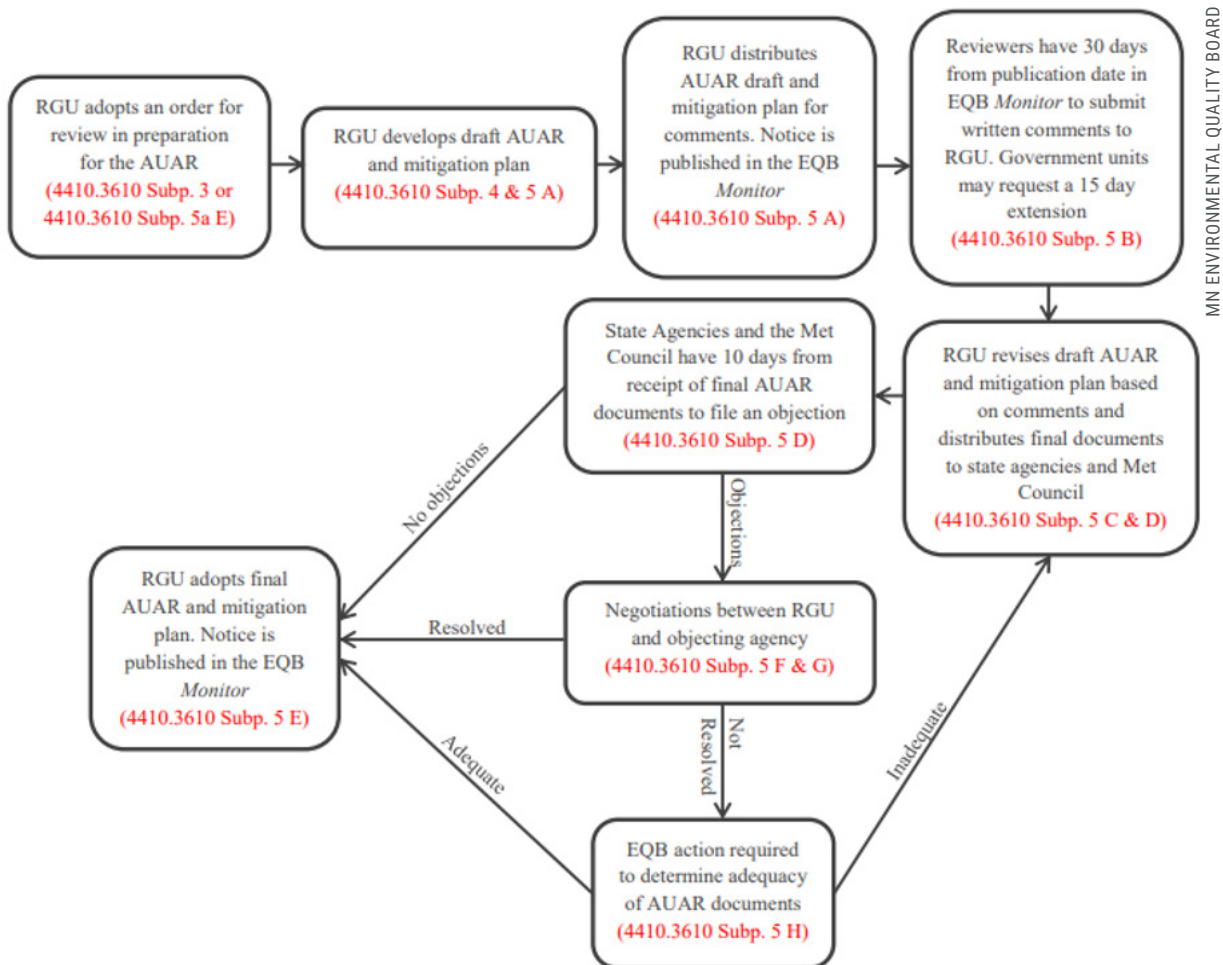 RGU adopts an order for
review in preparation
for the AUAR
(4410.3610 Subp. 3 or
4410.3610 Subp. 5a E)
RGU develops draft AUAR
and mitigation plan
(4410.3610 Subp. 4 & 5 A)
RGU distributes
AUAR draft and
mitigation plan for
comments. Notice is
published in the EQB
Monitor
(4410.3610 Subp. 5 A)
Reviewers have 30 days
from publication date in
EQB Monitor to submit
written comments to
RGU. Government units
may request a 15 day
extension
(4410.3610 Subp. 5 B)
MN ENVIRONMENTAL QUALITY BOARD
RGU revises draft AUAR
and mitigation plan based
on comments and
distributes final documents
to state agencies and Met
Council
(4410.3610 Subp. 5 C & D)
State Agencies and the Met
Council have 10 days from
receipt of final AUAR
documents to file an objection
(4410.3610 Subp. 5 D)
No objections
Objections
Negotiations between RGU
and objecting agency
(4410.3610 Subp. 5 F & G)
Resolved
RGU adopts final
AUAR and mitigation
plan. Notice is
published in the EQB
Monitor
(4410.3610 Subp. 5 E)
Not
Resolved
Adequate
Inadequate
EQB action required
to determine adequacy
of AUAR documents
(4410.3610 Subp. 5 H)